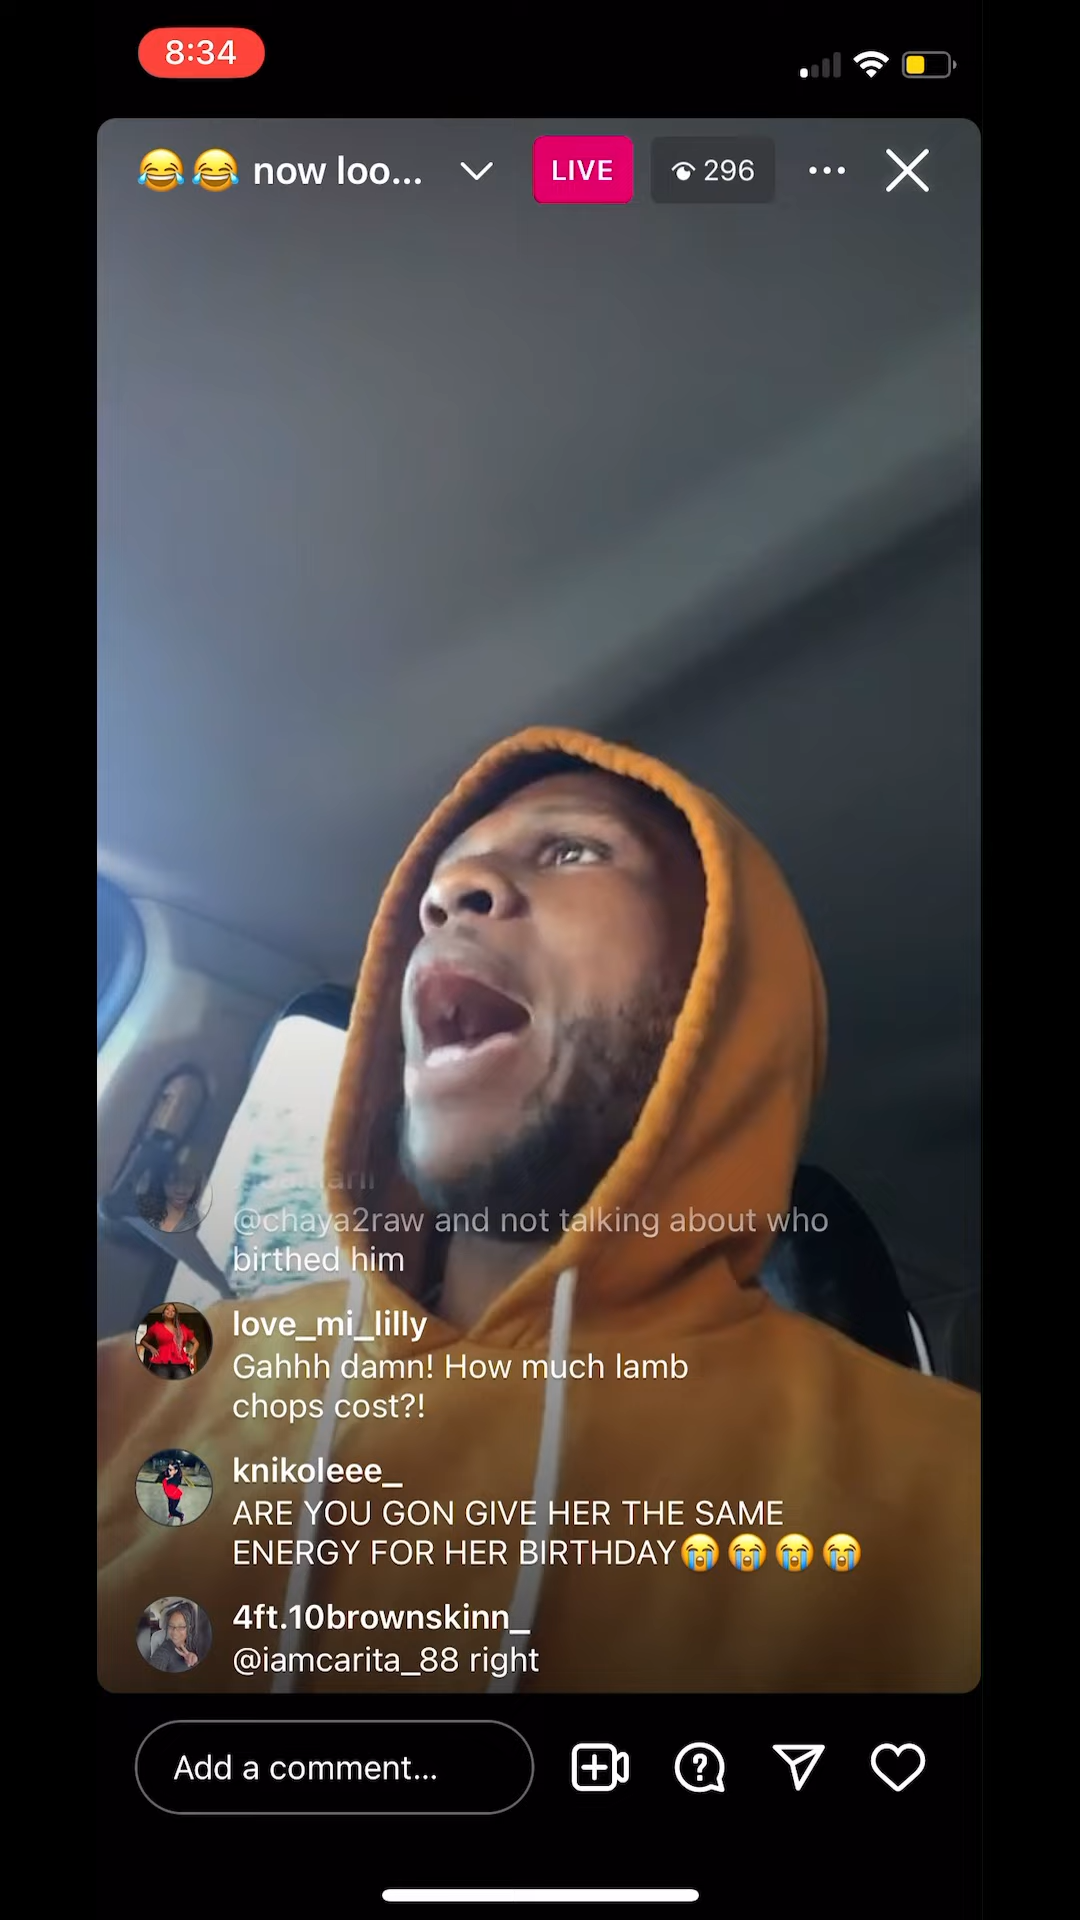 8:34
😂😂 now loo...
LIVE
296
@chaya2raw and not talking about who
birthed him
love_mi_lilly
Gahhh damn! How much lamb
chops cost?!
knikoleee_
ARE YOU GON GIVE HER THE SAME
ENERGY FOR HER BIRTHDAY😭😭😭😭
4ft.10brownskinn_
@iamcarita_88 right
Add a comment...